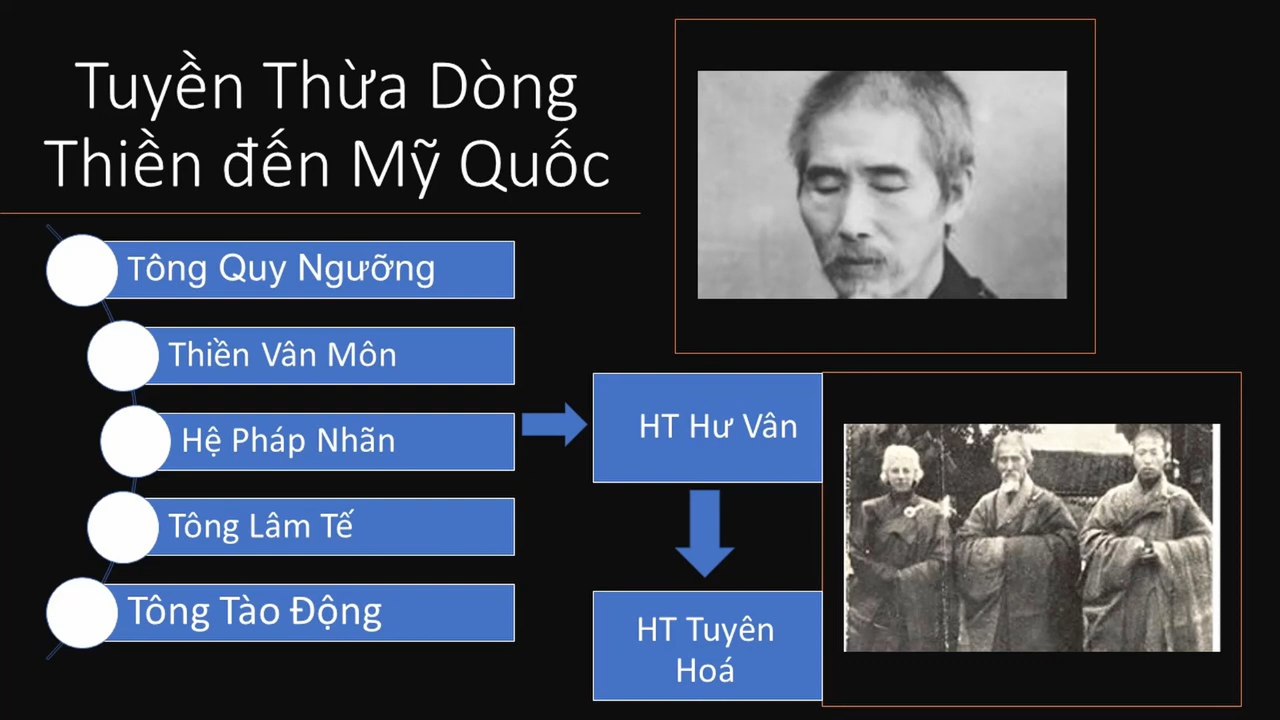 Tuyền Thừa Dòng
Thiền đến Mỹ Quốc
Tông Quy Ngưỡng
Thiền Vân Môn
Hệ Pháp Nhãn
Tông Lâm Tế
Tông Tào Động
HT Hư Vân
HT Tuyên
Hoá